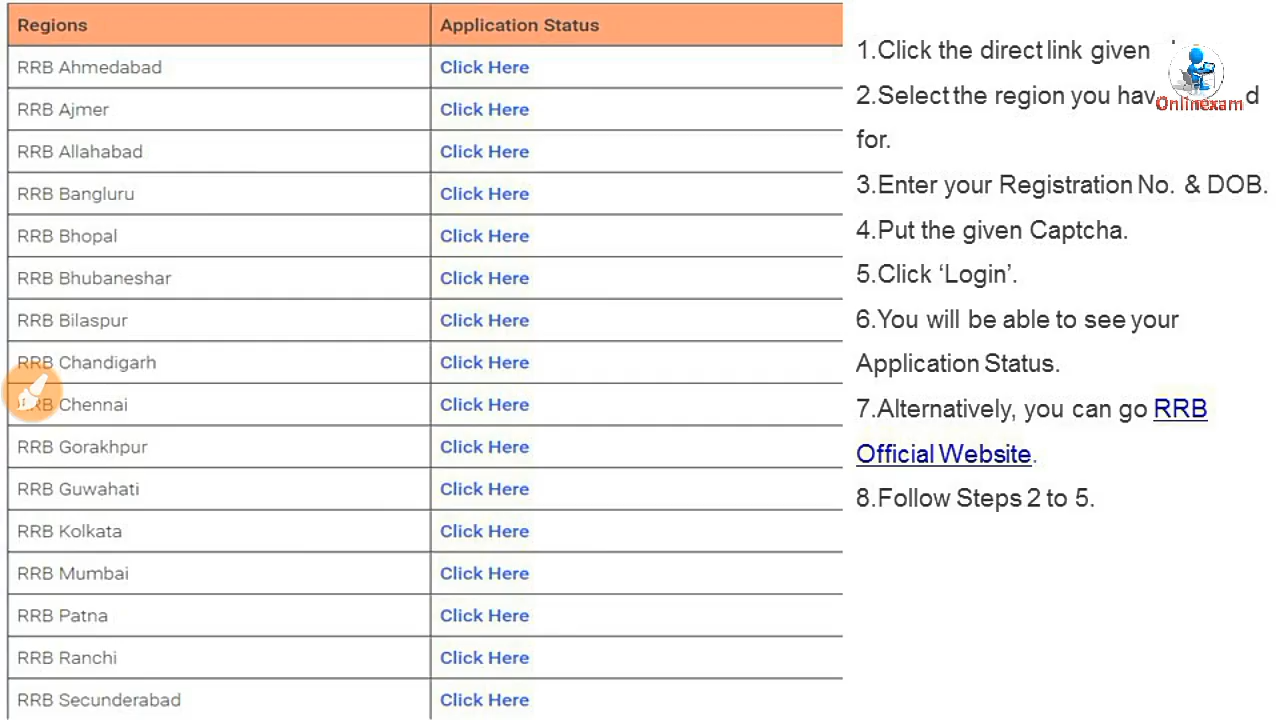 Regions Application Status
RRB Ahmedabad Click Here
RRB Ajmer Click Here
RRB Allahabad Click Here
RRB Bangluru Click Here
RRB Bhopal Click Here
RRB Bhubaneshar Click Here
RRB Bilaspur Click Here
RRB Chandigarh Click Here
RRB Chennai Click Here
RRB Gorakhpur Click Here
RRB Guwahati Click Here
RRB Kolkata Click Here
RRB Mumbai Click Here
RRB Patna Click Here
RRB Ranchi Click Here
RRB Secunderabad Click Here
1.Click the direct link given
2.Select the region you
for.
3.Enter your Registration No. & DOB.
4.Put the given Captcha.
5.Click ‘Login’.
6.You will be able to see your
Application Status.
7.Alternatively, you can go RRB
Official Website.
8.Follow Steps 2 to 5.
Onlinexam